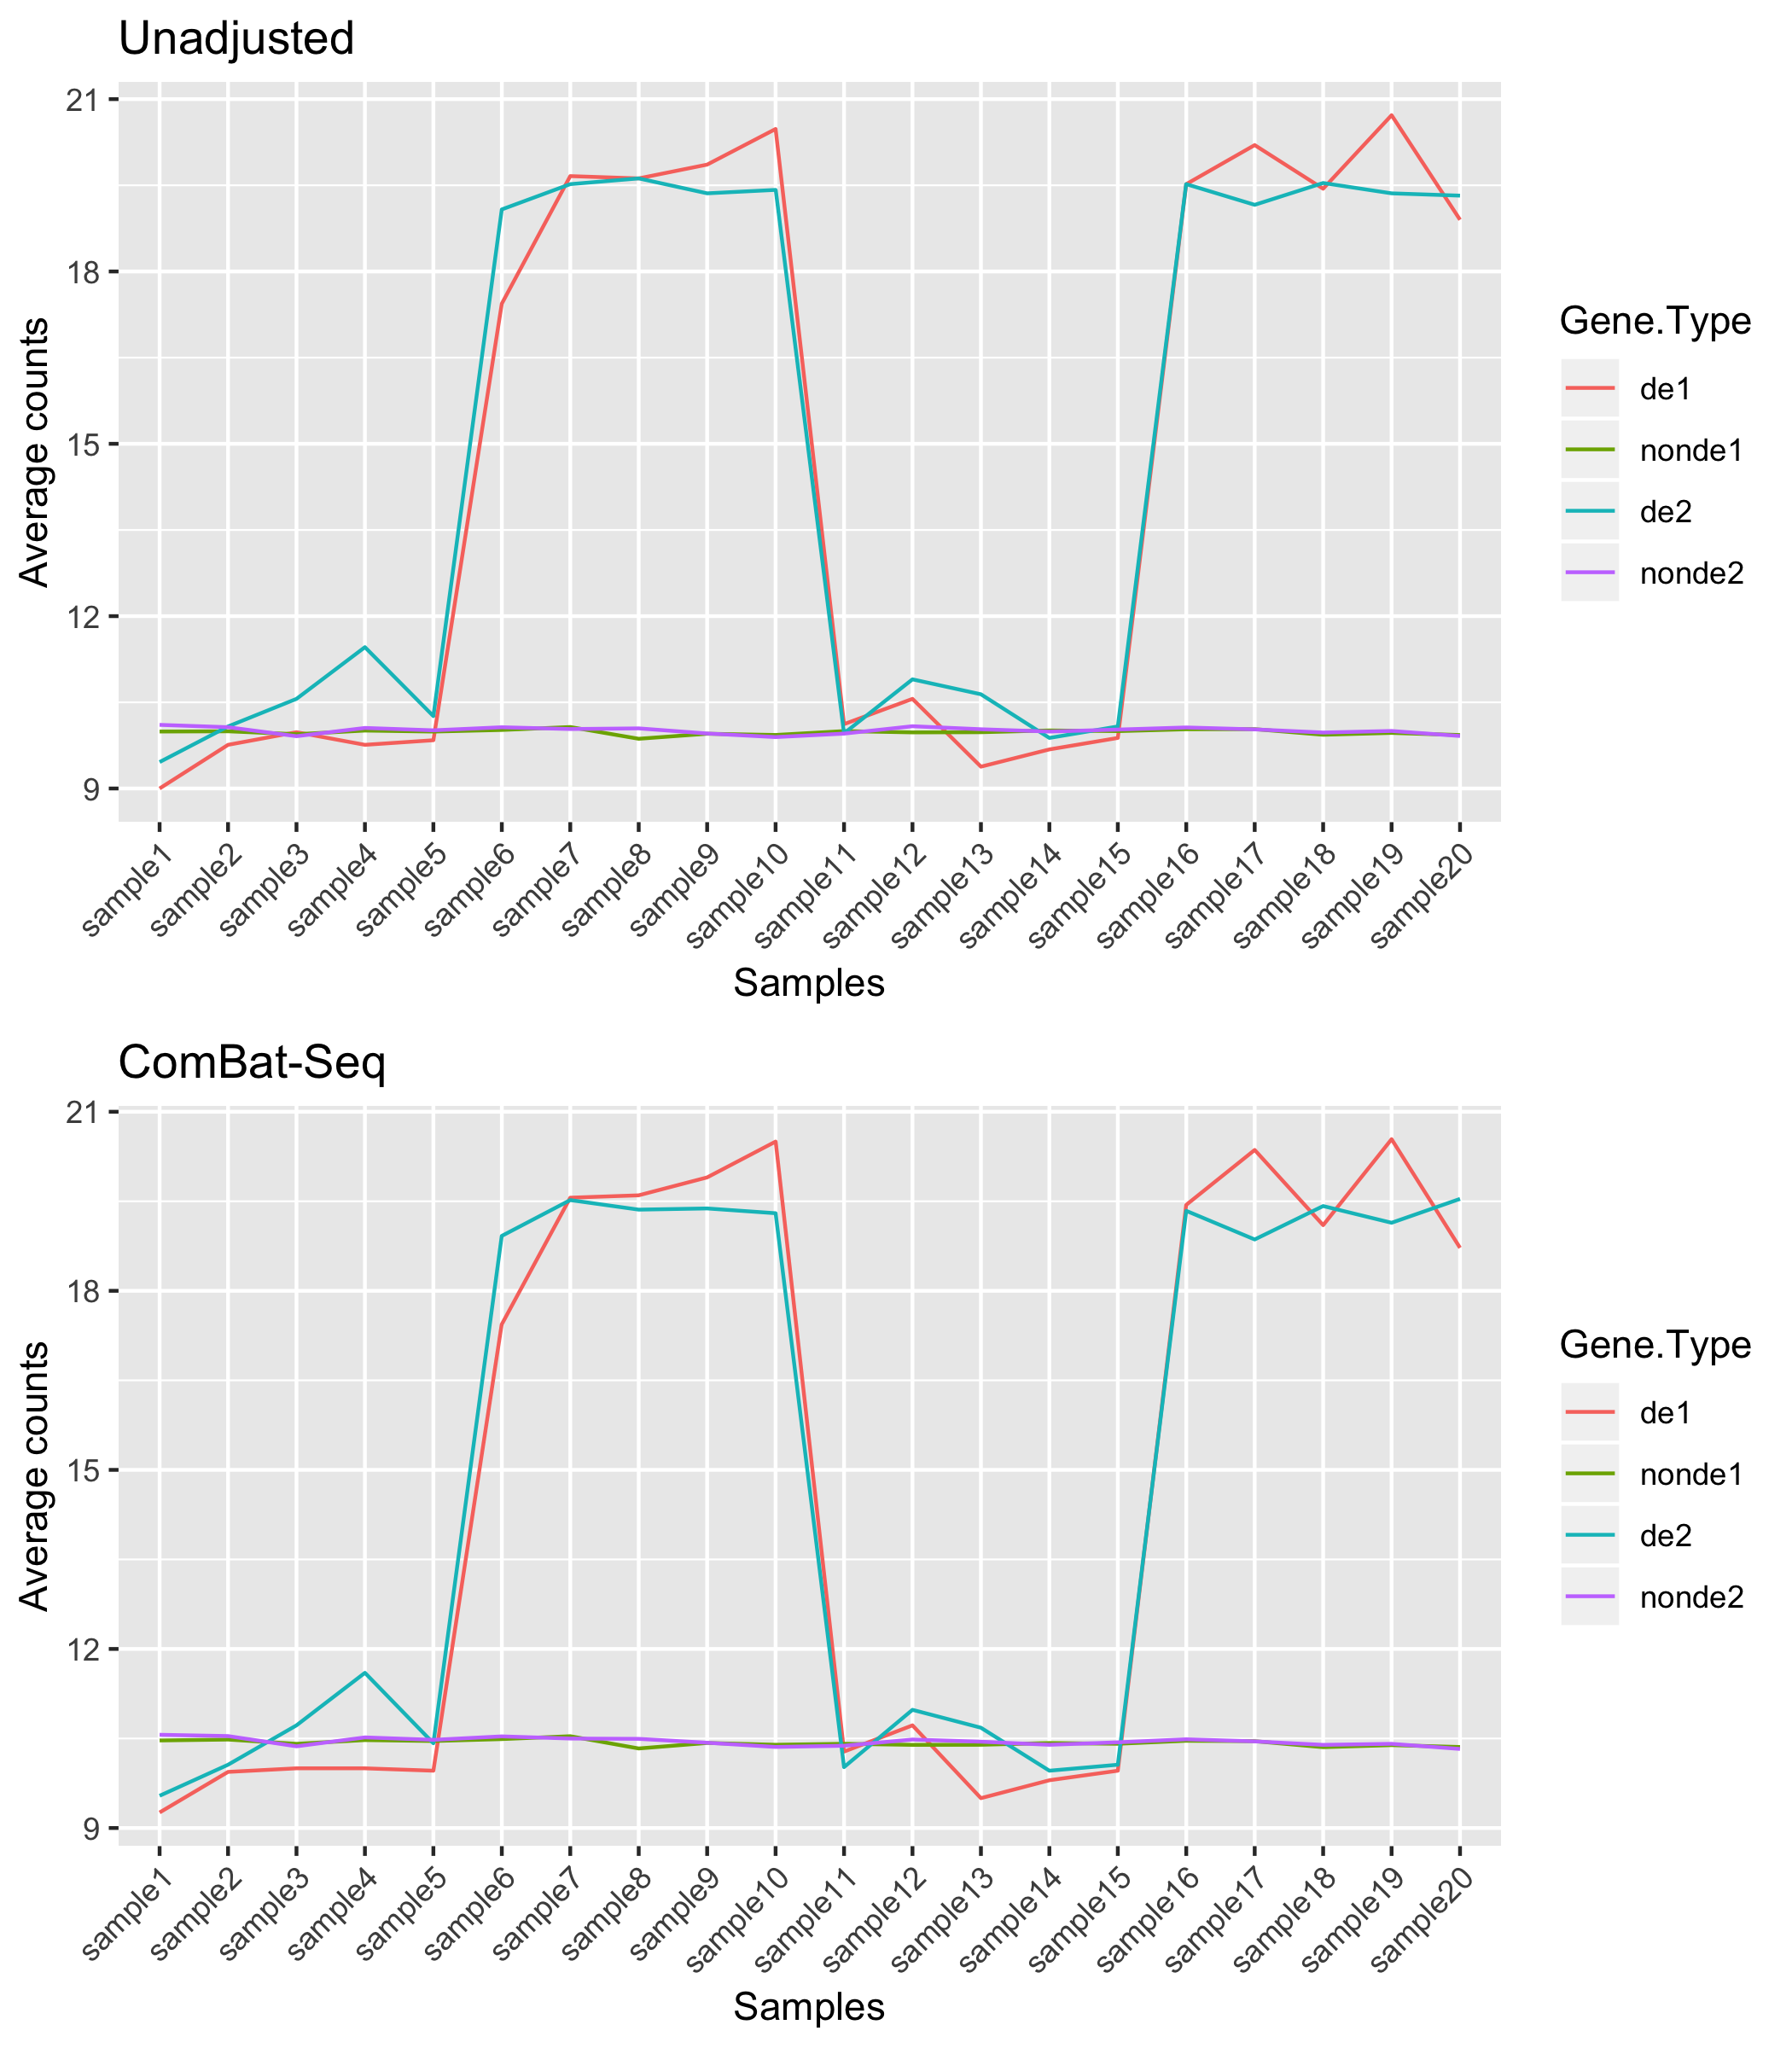 Unadjusted
21
18
15
12
9
Average counts
sample1
sample2
sample3
sample4
sample5
sample6
sample7
sample8
sample9
sample10
sample11
sample12
sample13
sample14
sample15
sample16
sample17
sample18
sample19
sample20
Samples
Gene.Type
de1
nonde1
de2
nonde2
ComBat-Seq
21
18
15
12
9
Average counts
sample1
sample2
sample3
sample4
sample5
sample6
sample7
sample8
sample9
sample10
sample11
sample12
sample13
sample14
sample15
sample16
sample17
sample18
sample19
sample20
Samples
Gene.Type
de1
nonde1
de2
nonde2